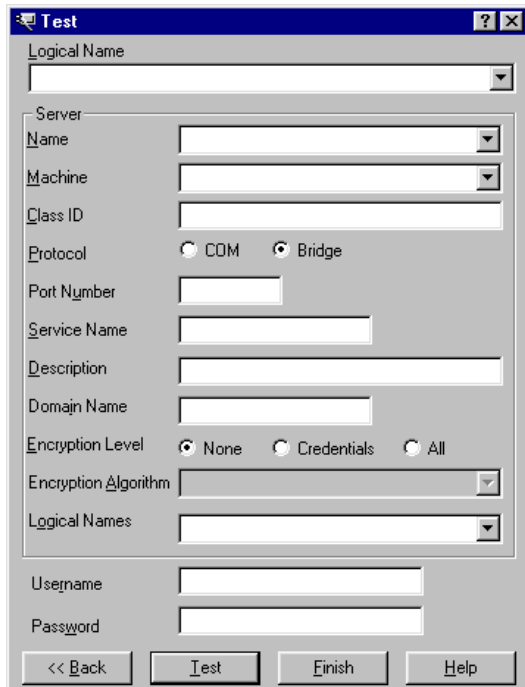 Test
Logical Name
Server
Name
Machine
Class ID
Protocol COM Bridge
Port Number
Service Name
Description
Domain Name
Encryption Level None Credentials All
Encryption Algorithm
Logical Names
Username
Password
<< Back Test Finish Help